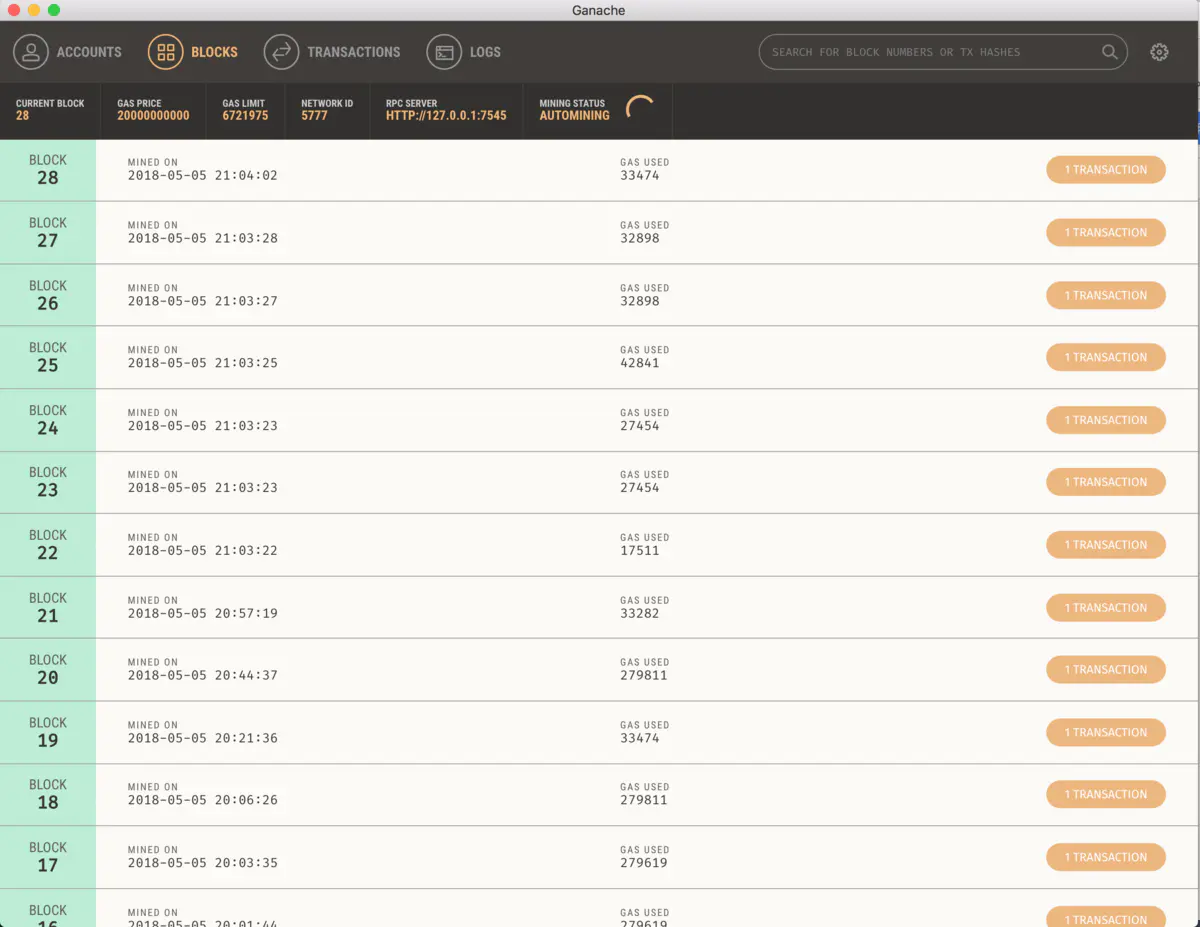 Ganache
ACCOUNTS BLOCKS TRANSACTIONS LOGS SEARCH FOR BLOCK NUMBERS OR TX HASHES
CURRENT BLOCK GAS PRICE GAS LIMIT NETWORK ID RPC SERVER MINING STATUS
28 20000000000 6721975 5777 HTTP://127.0.0.1:7545 AUTOMINING
BLOCK MINED ON GAS USED 1 TRANSACTION
28 2018-05-05 21:04:02 33474
BLOCK MINED ON GAS USED 1 TRANSACTION
27 2018-05-05 21:03:28 32898
BLOCK MINED ON GAS USED 1 TRANSACTION
26 2018-05-05 21:03:27 32898
BLOCK MINED ON GAS USED 1 TRANSACTION
25 2018-05-05 21:03:25 42841
BLOCK MINED ON GAS USED 1 TRANSACTION
24 2018-05-05 21:03:23 27454
BLOCK MINED ON GAS USED 1 TRANSACTION
23 2018-05-05 21:03:23 27454
BLOCK MINED ON GAS USED 1 TRANSACTION
22 2018-05-05 21:03:22 17511
BLOCK MINED ON GAS USED 1 TRANSACTION
21 2018-05-05 20:57:19 33282
BLOCK MINED ON GAS USED 1 TRANSACTION
20 2018-05-05 20:44:37 279811
BLOCK MINED ON GAS USED 1 TRANSACTION
19 2018-05-05 20:21:36 33474
BLOCK MINED ON GAS USED 1 TRANSACTION
18 2018-05-05 20:06:26 279811
BLOCK MINED ON GAS USED 1 TRANSACTION
17 2018-05-05 20:03:35 279619
BLOCK MINED ON GAS USED 1 TRANSACTION
16 2018-05-05 20:01:44 279619